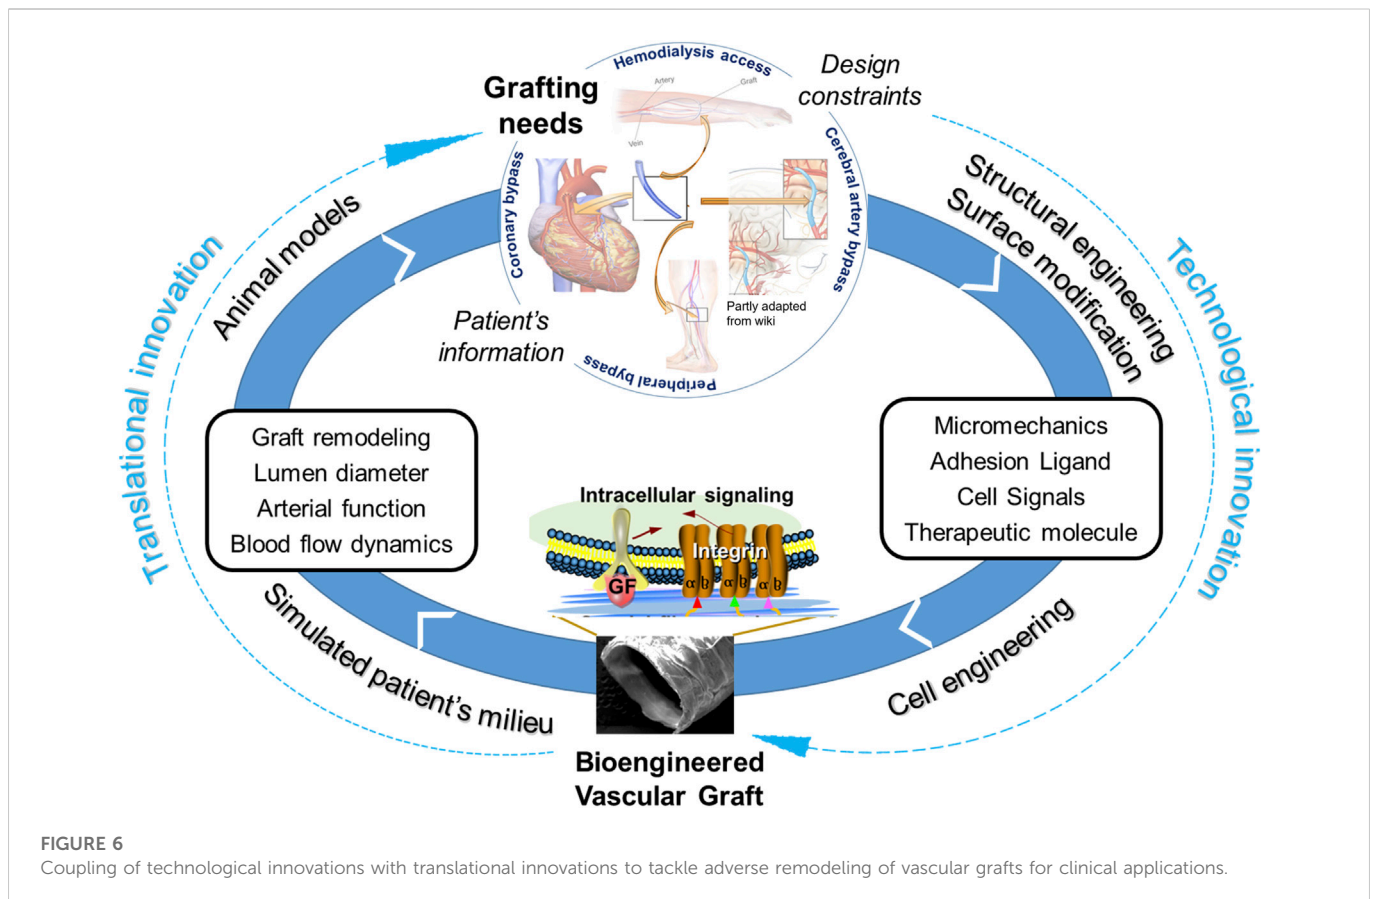 Hemodialysis access
Design
constraints
Grafting
needs
Artery
Graft
Vein
Coronary bypass
Cerebral artery bypass
Peripheral bypass
Partly adapted
from wiki
Patient's
information
Structural engineering
Surface modification
Technological innovation
Animal models
Translational innovation
Graft remodeling
Lumen diameter
Arterial function
Blood flow dynamics
Micromechanics
Adhesion Ligand
Cell Signals
Therapeutic molecule
Intracellular signaling
Integrin
GF
α β
α β
α β
Simulated patient's milieu
Cell engineering
Bioengineered
Vascular Graft
FIGURE 6
Coupling of technological innovations with translational innovations to tackle adverse remodeling of vascular grafts for clinical applications.